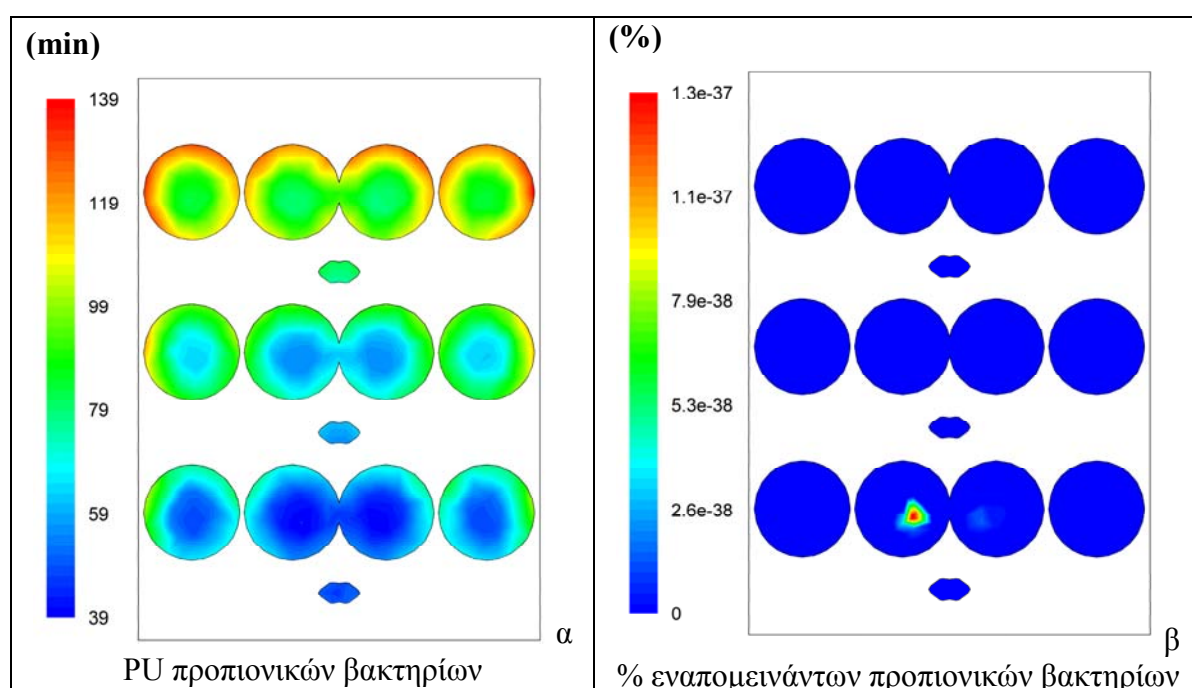 (min)
139
119
99
79
59
39
α
PU προπιονικών βακτηρίων
(%)
1.3e-37
1.1e-37
7.9e-38
5.3e-38
2.6e-38
0
β
% εναπομεινάντων προπιονικών βακτηρίων